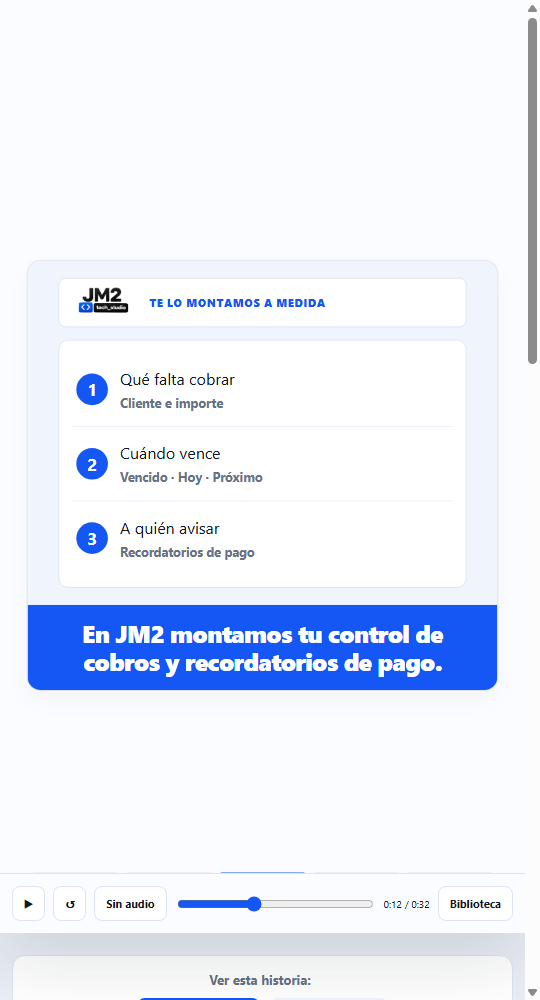 JM2
tech_studio
TE LO MONTAMOS A MEDIDA
1
Qué falta cobrar
Cliente e importe
2
Cuándo vence
Vencido · Hoy · Próximo
3
A quién avisar
Recordatorios de pago
En JM2 montamos tu control de
cobros y recordatorios de pago.
Sin audio
0:12 / 0:32
Biblioteca
Ver esta historia: